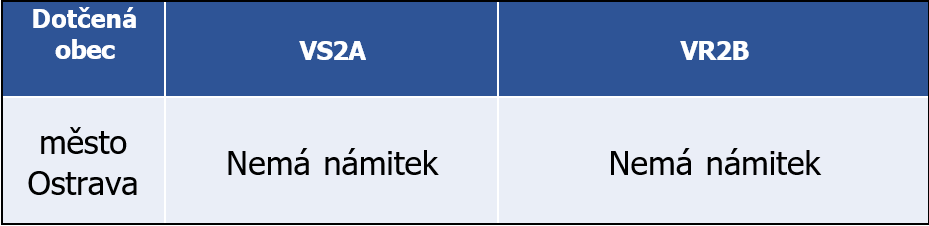 Dotčená
obec
VS2A
VR2B
město
Ostrava
Nemá námitek
Nemá námitek